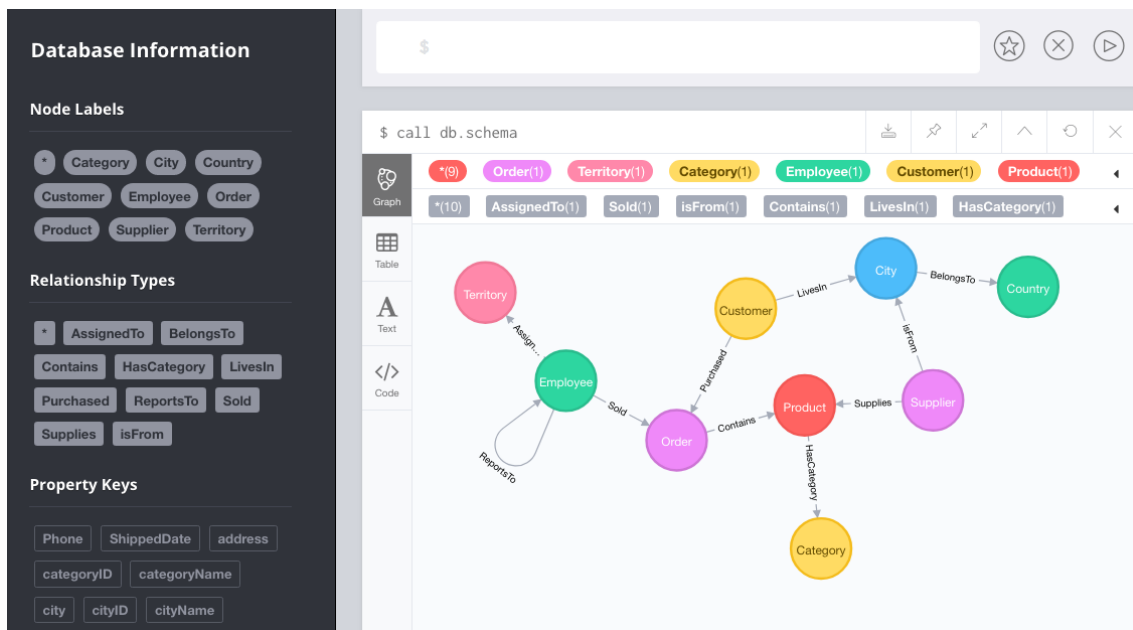 Database Information
Node Labels
* Category City Country
Customer Employee Order
Product Supplier Territory
Relationship Types
* AssignedTo BelongsTo
Contains HasCategory LivesIn
Purchased ReportsTo Sold
Supplies isFrom
Property Keys
Phone ShippedDate address
categoryID categoryName
city cityID cityName
$
$ call db.schema
Graph
Table
A
Text
</>
Code
*(9) Order(1) Territory(1) Category(1) Employee(1) Customer(1) Product(1)
*(10) AssignedTo(1) Sold(1) isFrom(1) Contains(1) LivesIn(1) HasCategory(1)
Territory
Assign...
Employee
ReportsTo
Sold
Order
Customer
Purchased
LivesIn
City
BelongsTo
Country
isFrom
Supplier
Supplies
Product
Contains
HasCategory
Category